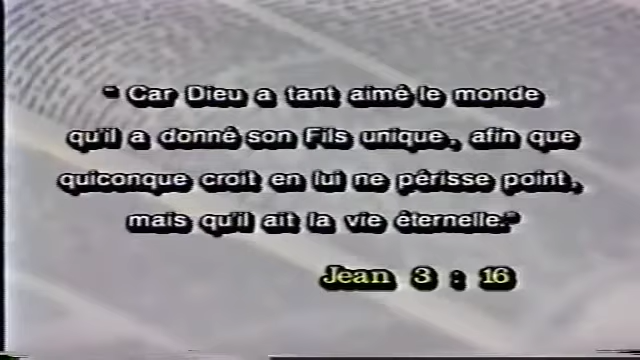 " Car Dieu a tant aimé le monde
qu'il a donné son Fils unique, afin que
quiconque croit en lui ne périsse point,
mais qu'il ait la vie éternelle."
Jean 3 : 16